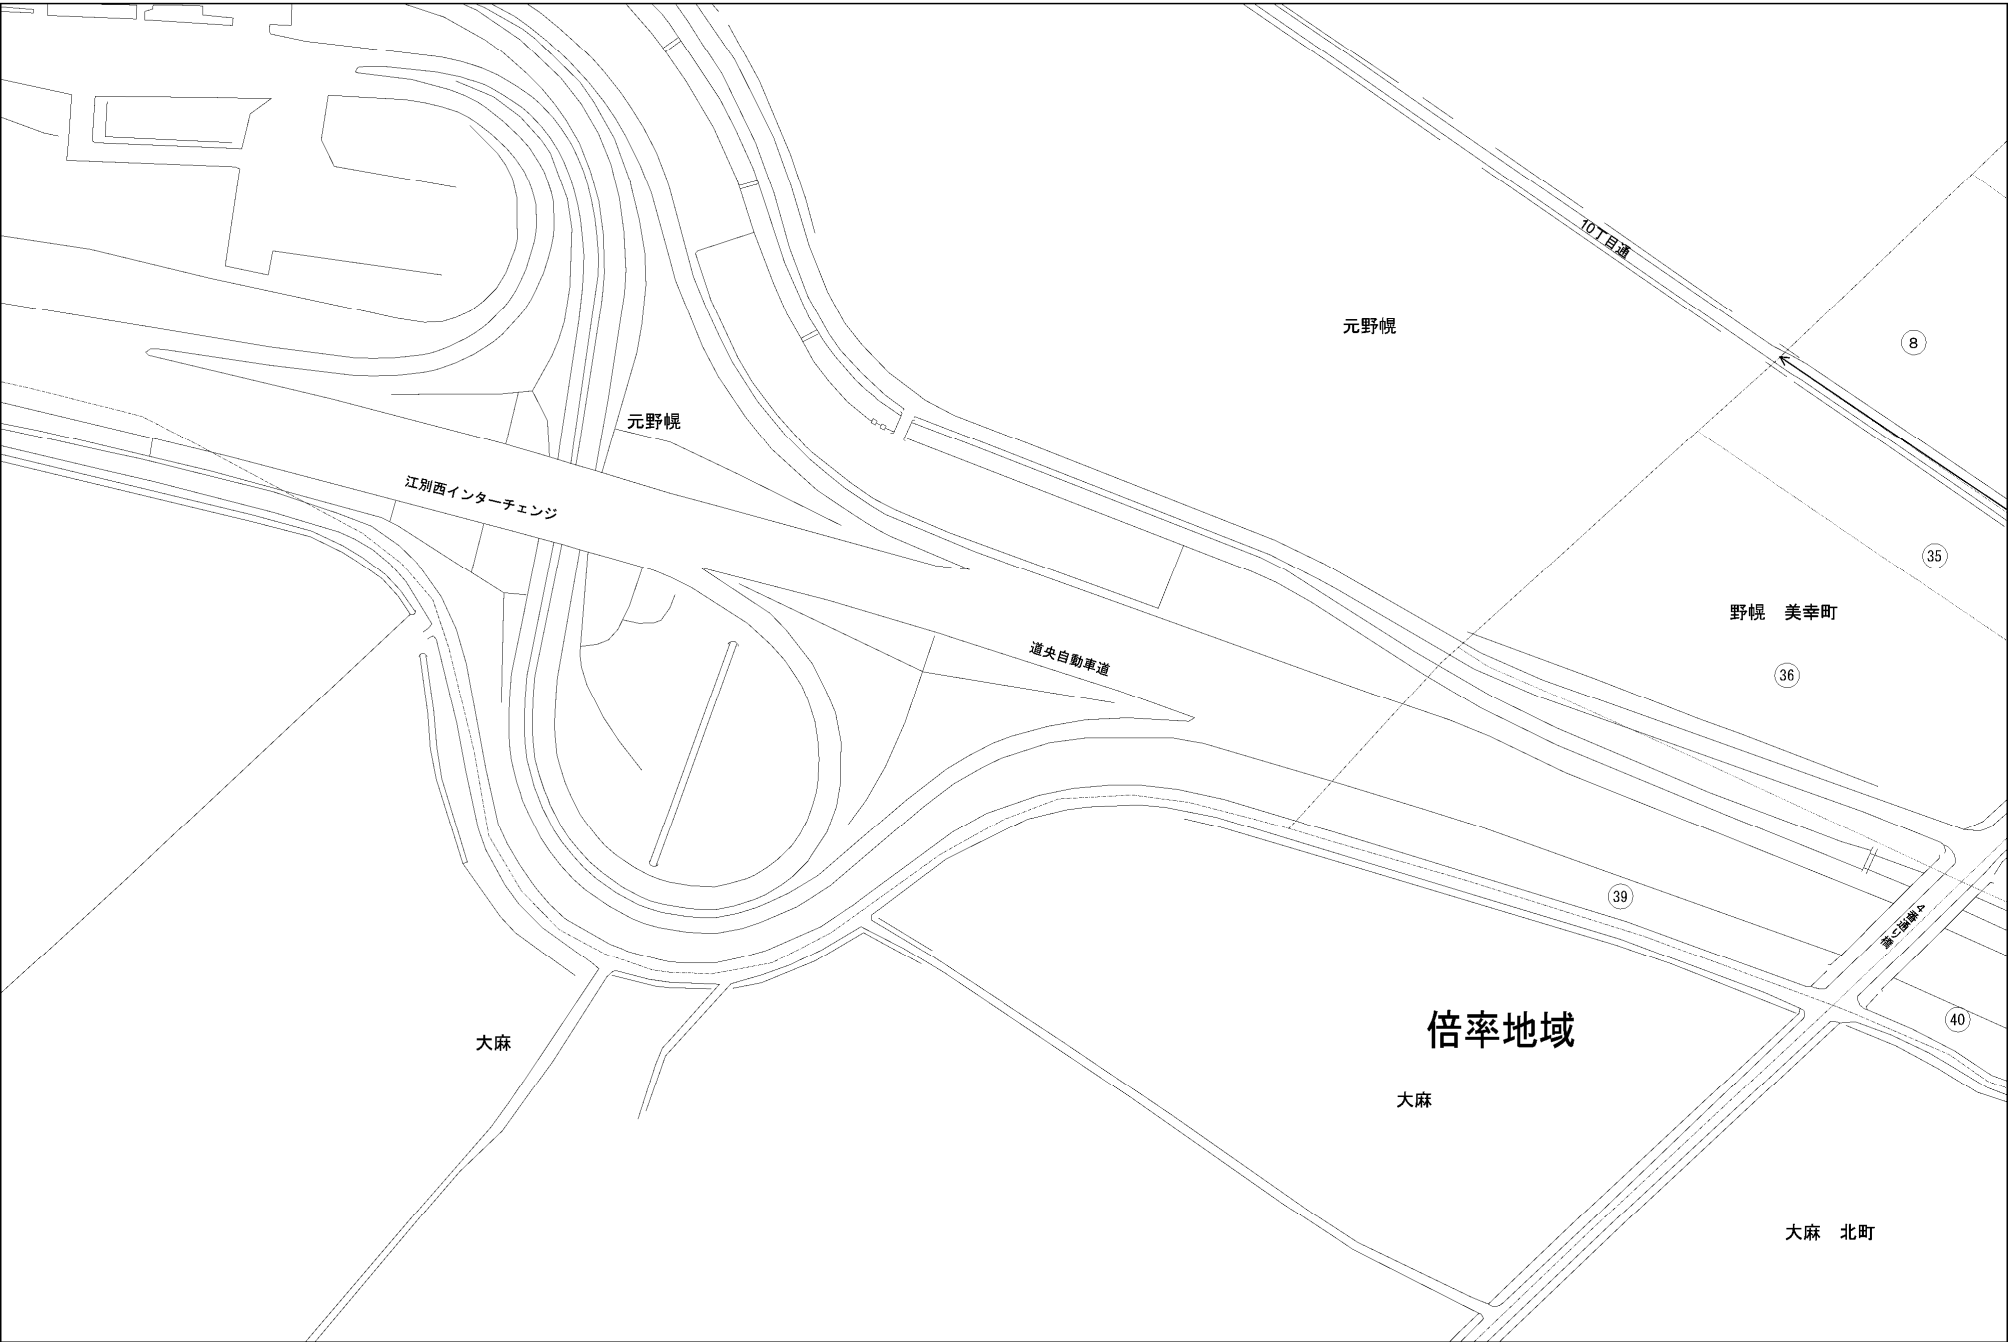 10丁目通
元野幌
8
元野幌
江別西インターチェンジ
35
野幌　美幸町
道央自動車道
36
39
4番通り橋
倍率地域
40
大麻
大麻
大麻　北町